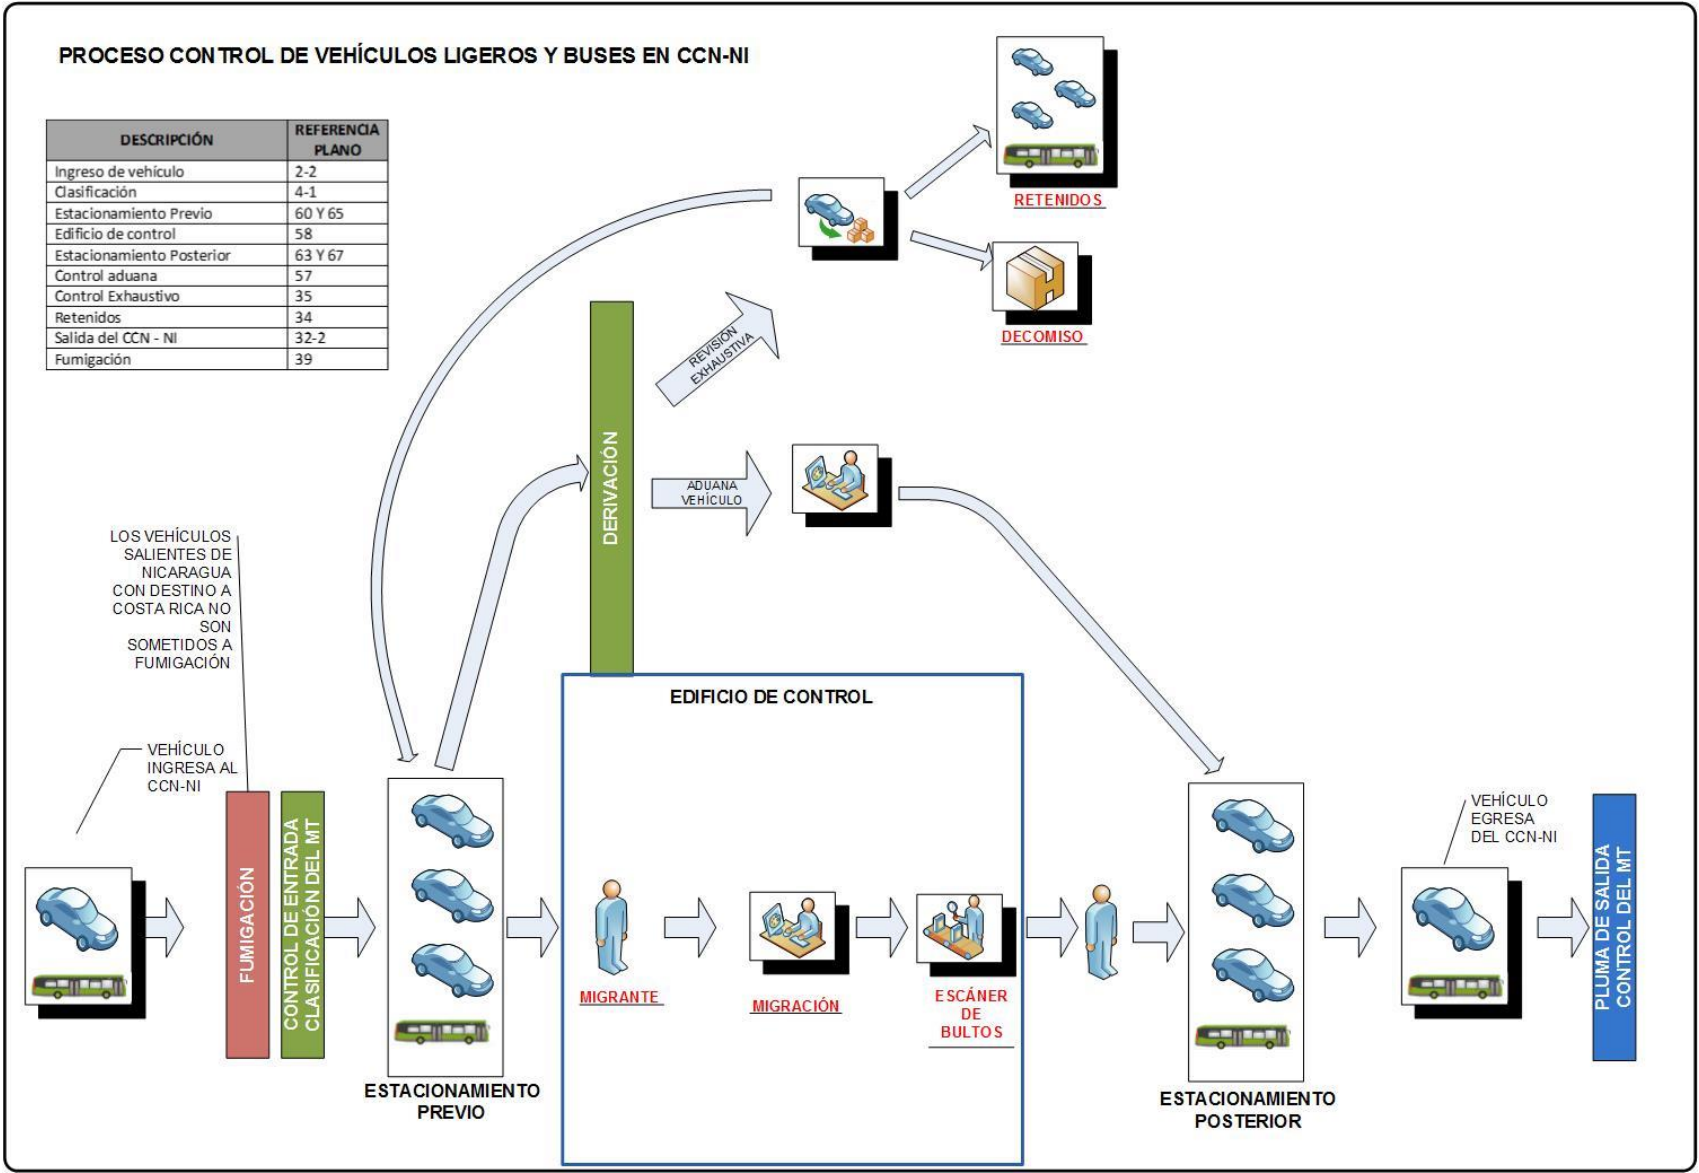 PROCESO CONTROL DE VEHÍCULOS LIGEROS Y BUSES EN CCN-NI
DESCRIPCIÓN REFERENCIA PLANO
Ingreso de vehículo 2-2
Clasificación 4-1
Estacionamiento Previo 60 Y 65
Edificio de control 58
Estacionamiento Posterior 63 Y 67
Control aduana 57
Control Exhaustivo 35
Retenidos 34
Salida del CCN - NI 32-2
Fumigación 39
RETENIDOS
DECOMISO
REVISIÓN
EXHAUSTIVA
DERIVACIÓN
ADUANA
VEHÍCULO
LOS VEHÍCULOS
SALIENTES DE
NICARAGUA
CON DESTINO A
COSTA RICA NO
SON
SOMETIDOS A
FUMIGACIÓN
VEHÍCULO
INGRESA AL
CCN-NI
FUMIGACIÓN
CONTROL DE ENTRADA
CLASIFICACIÓN DEL MT
ESTACIONAMIENTO
PREVIO
EDIFICIO DE CONTROL
MIGRANTE
MIGRACIÓN
ESCÁNER
DE
BULTOS
ESTACIONAMIENTO
POSTERIOR
VEHÍCULO
EGRESA
DEL CCN-NI
PLUMA DE SALIDA
CONTROL DEL MT